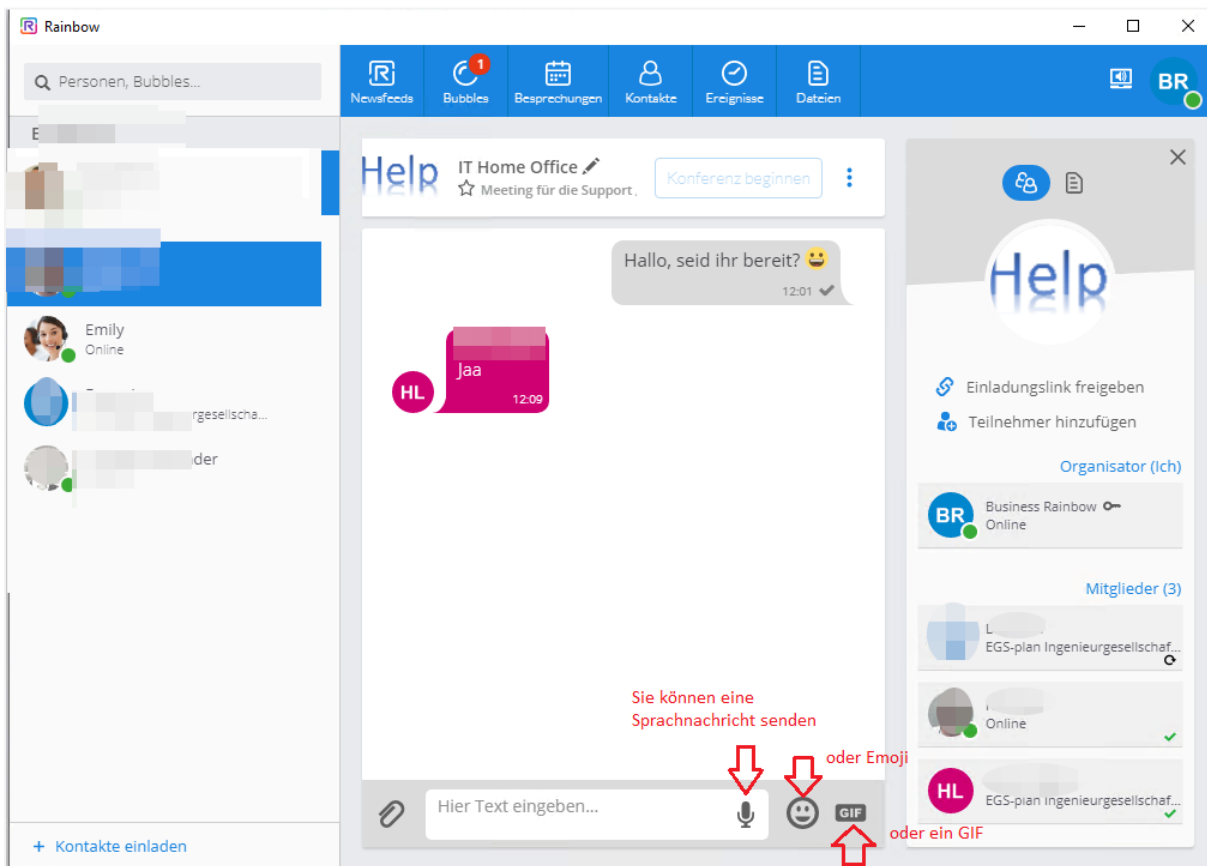 Rainbow
Personen, Bubbles...
Newsfeeds
1
Bubbles
Besprechungen
Kontakte
Ereignisse
Dateien
BR
Help
IT Home Office
Meeting für die Support
Konferenz beginnen
Hallo, seid ihr bereit? 😀
12:01
Emily
Online
rgesellscha...
der
HL
Jaa
12:09
Help
Einladungslink freigeben
Teilnehmer hinzufügen
Organisator (Ich)
BR
Business Rainbow
Online
Mitglieder (3)
EGS-plan Ingenieurgesellschaf...
Online
HL
EGS-plan Ingenieurgesellschaf...
Sie können eine
Sprachnachricht senden
oder Emoji
Hier Text eingeben...
GIF
oder ein GIF
+ Kontakte einladen